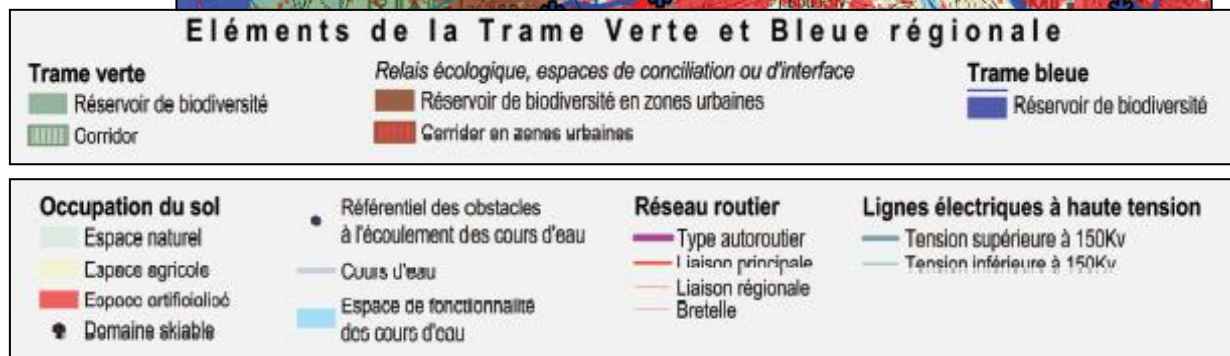 Eléments de la Trame Verte et Bleue régionale
Trame verte
Réservoir de biodiversité
Corridor
Relais écologique, espaces de conciliation ou d'interface
Réservoir de biodiversité en zones urbaines
Corridor en zones urbaines
Trame bleue
Réservoir de biodiversité
Occupation du sol
Espace naturel
Espace agricole
Espace artificialisé
Domaine skiable
Référentiel des obstacles
à l'écoulement des cours d'eau
Cours d'eau
Espace de fonctionnalité
des cours d'eau
Réseau routier
Type autoroutier
Liaison principale
Liaison régionale
Bretelle
Lignes électriques à haute tension
Tension supérieure à 150Kv
Tension inférieure à 150Kv